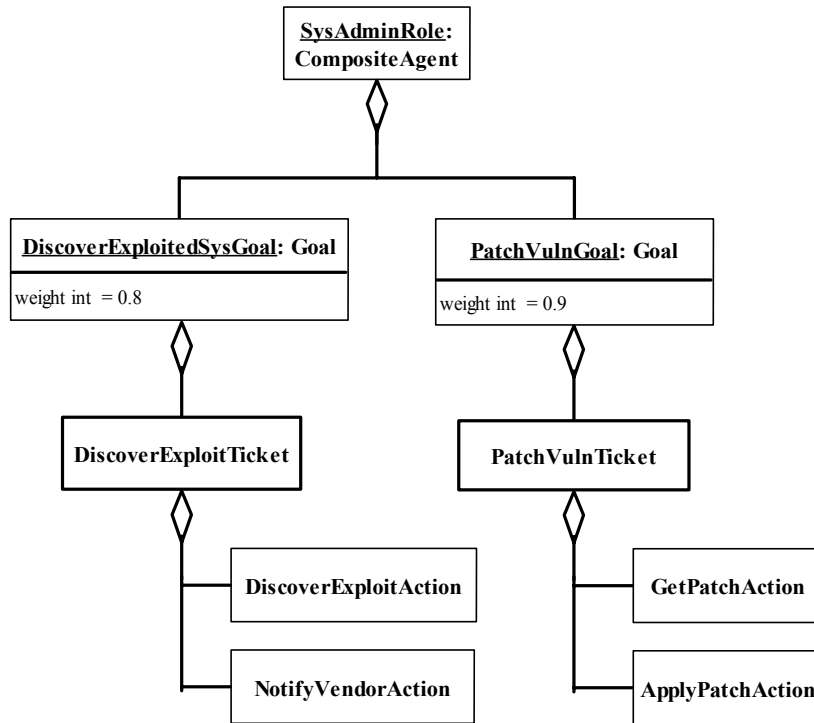 SysAdminRole:
CompositeAgent
DiscoverExploitedSysGoal: Goal
weight int = 0.8
PatchVulnGoal: Goal
weight int = 0.9
DiscoverExploitTicket
PatchVulnTicket
DiscoverExploitAction
GetPatchAction
NotifyVendorAction
ApplyPatchAction